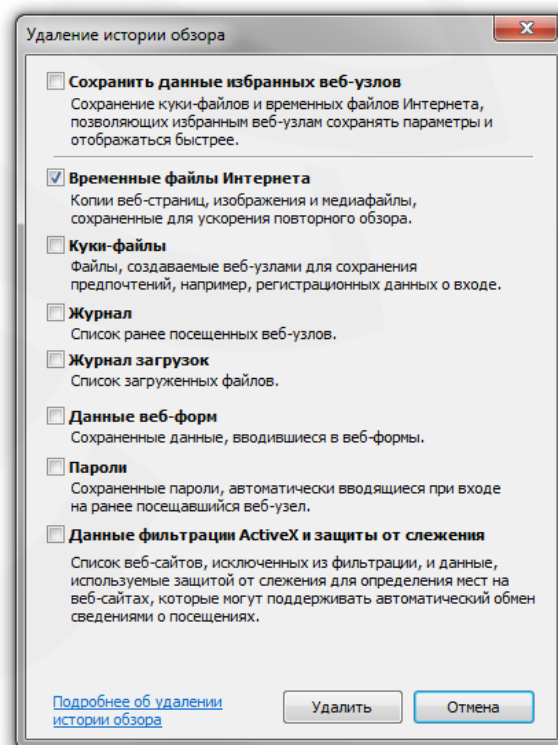 Удаление истории обзора
Сохранить данные избранных веб-узлов
Сохранение куки-файлов и временных файлов Интернета,
позволяющих избранным веб-узлам сохранять параметры и
отображаться быстрее.
Временные файлы Интернета
Копии веб-страниц, изображения и медиафайлы,
сохраненные для ускорения повторного обзора.
Куки-файлы
Файлы, создаваемые веб-узлами для сохранения
предпочтений, например, регистрационных данных о входе.
Журнал
Список ранее посещенных веб-узлов.
Журнал загрузок
Список загруженных файлов.
Данные веб-форм
Сохраненные данные, вводившиеся в веб-формы.
Пароли
Сохраненные пароли, автоматически вводящиеся при входе
на ранее посещавшийся веб-узел.
Данные фильтрации ActiveX и защиты от слежения
Список веб-сайтов, исключенных из фильтрации, и данные,
используемые защитой от слежения для определения мест на
веб-сайтах, которые могут поддерживать автоматический обмен
сведениями о посещениях.
Подробнее об удалении
истории обзора
Удалить
Отмена